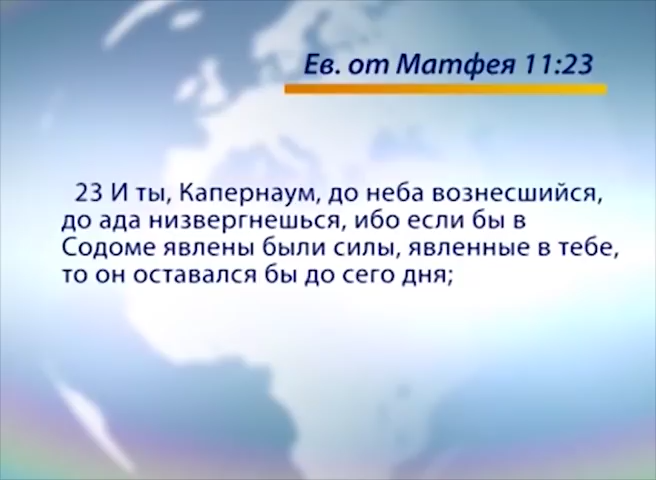 Ев. от Матфея 11:23
23 И ты, Капернаум, до неба вознесшийся,
до ада низвергнешься, ибо если бы в
Содоме явлены были силы, явленные в тебе,
то он оставался бы до сего дня;